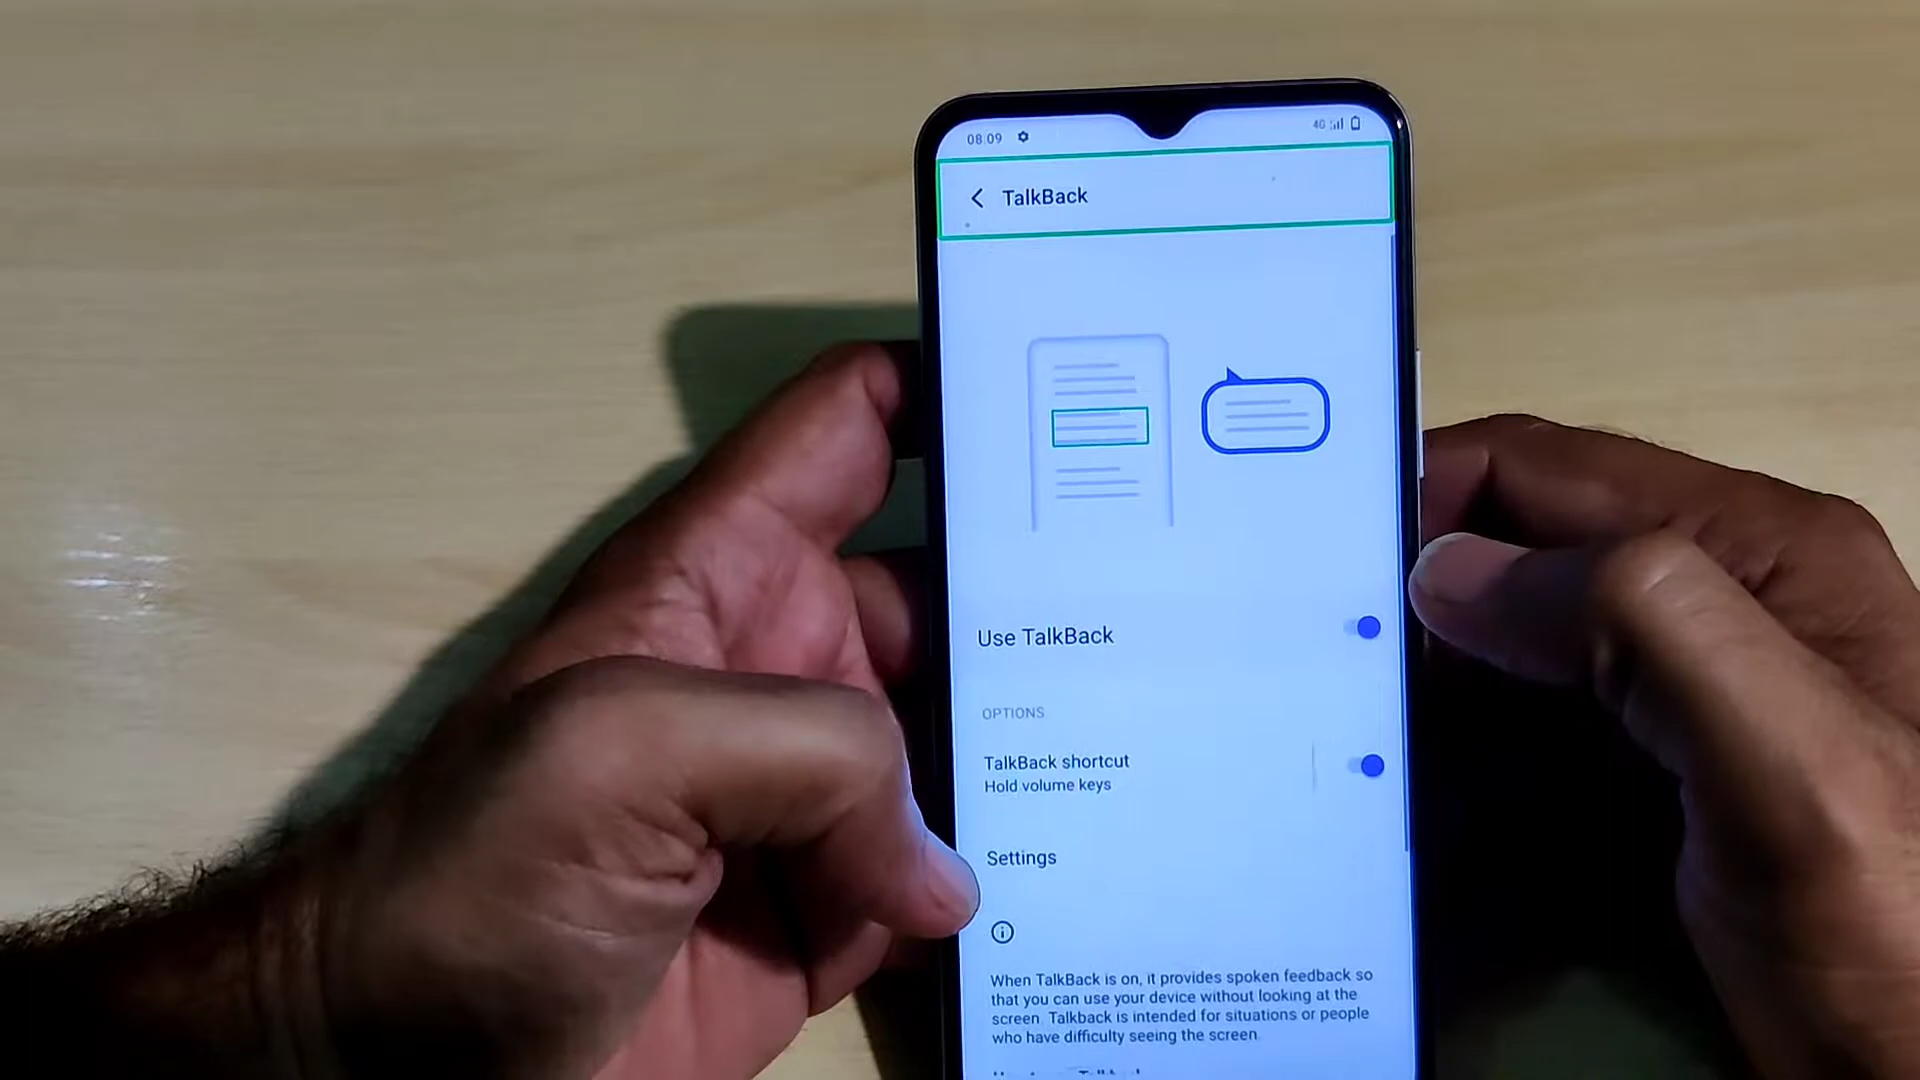 08:09
4G
TalkBack
Use TalkBack
OPTIONS
TalkBack shortcut
Hold volume keys
Settings
When TalkBack is on, it provides spoken feedback so
that you can use your device without looking at the
screen. Talkback is intended for situations or people
who have difficulty seeing the screen.